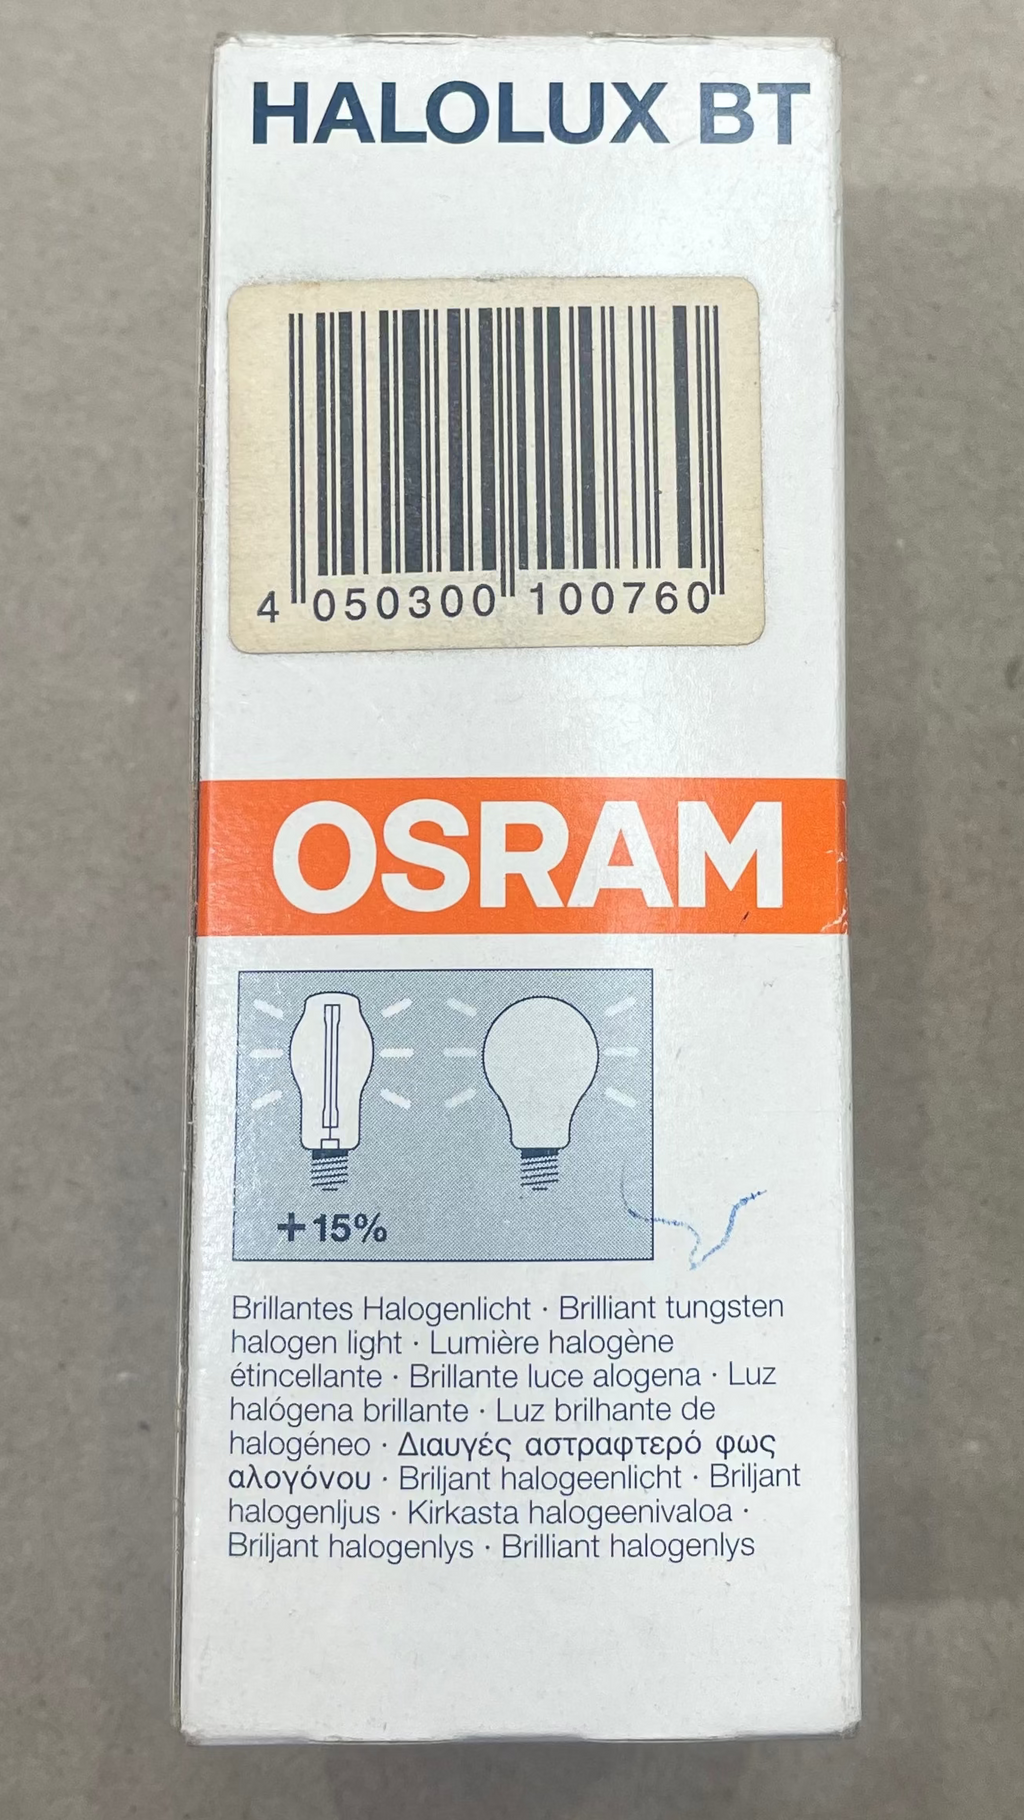 HALOLUX BT
4 050300 100760
OSRAM
+15%
Brillantes Halogenlicht · Brilliant tungsten
halogen light · Lumière halogène
étincellante · Brillante luce alogena · Luz
halógena brillante · Luz brilhante de
halogéneo · Διαυγές αστραφτερό φως
αλογόνου · Briljant halogeenlicht · Briljant
halogenljus · Kirkasta halogeenivaloa ·
Briljant halogenlys · Brilliant halogenlys